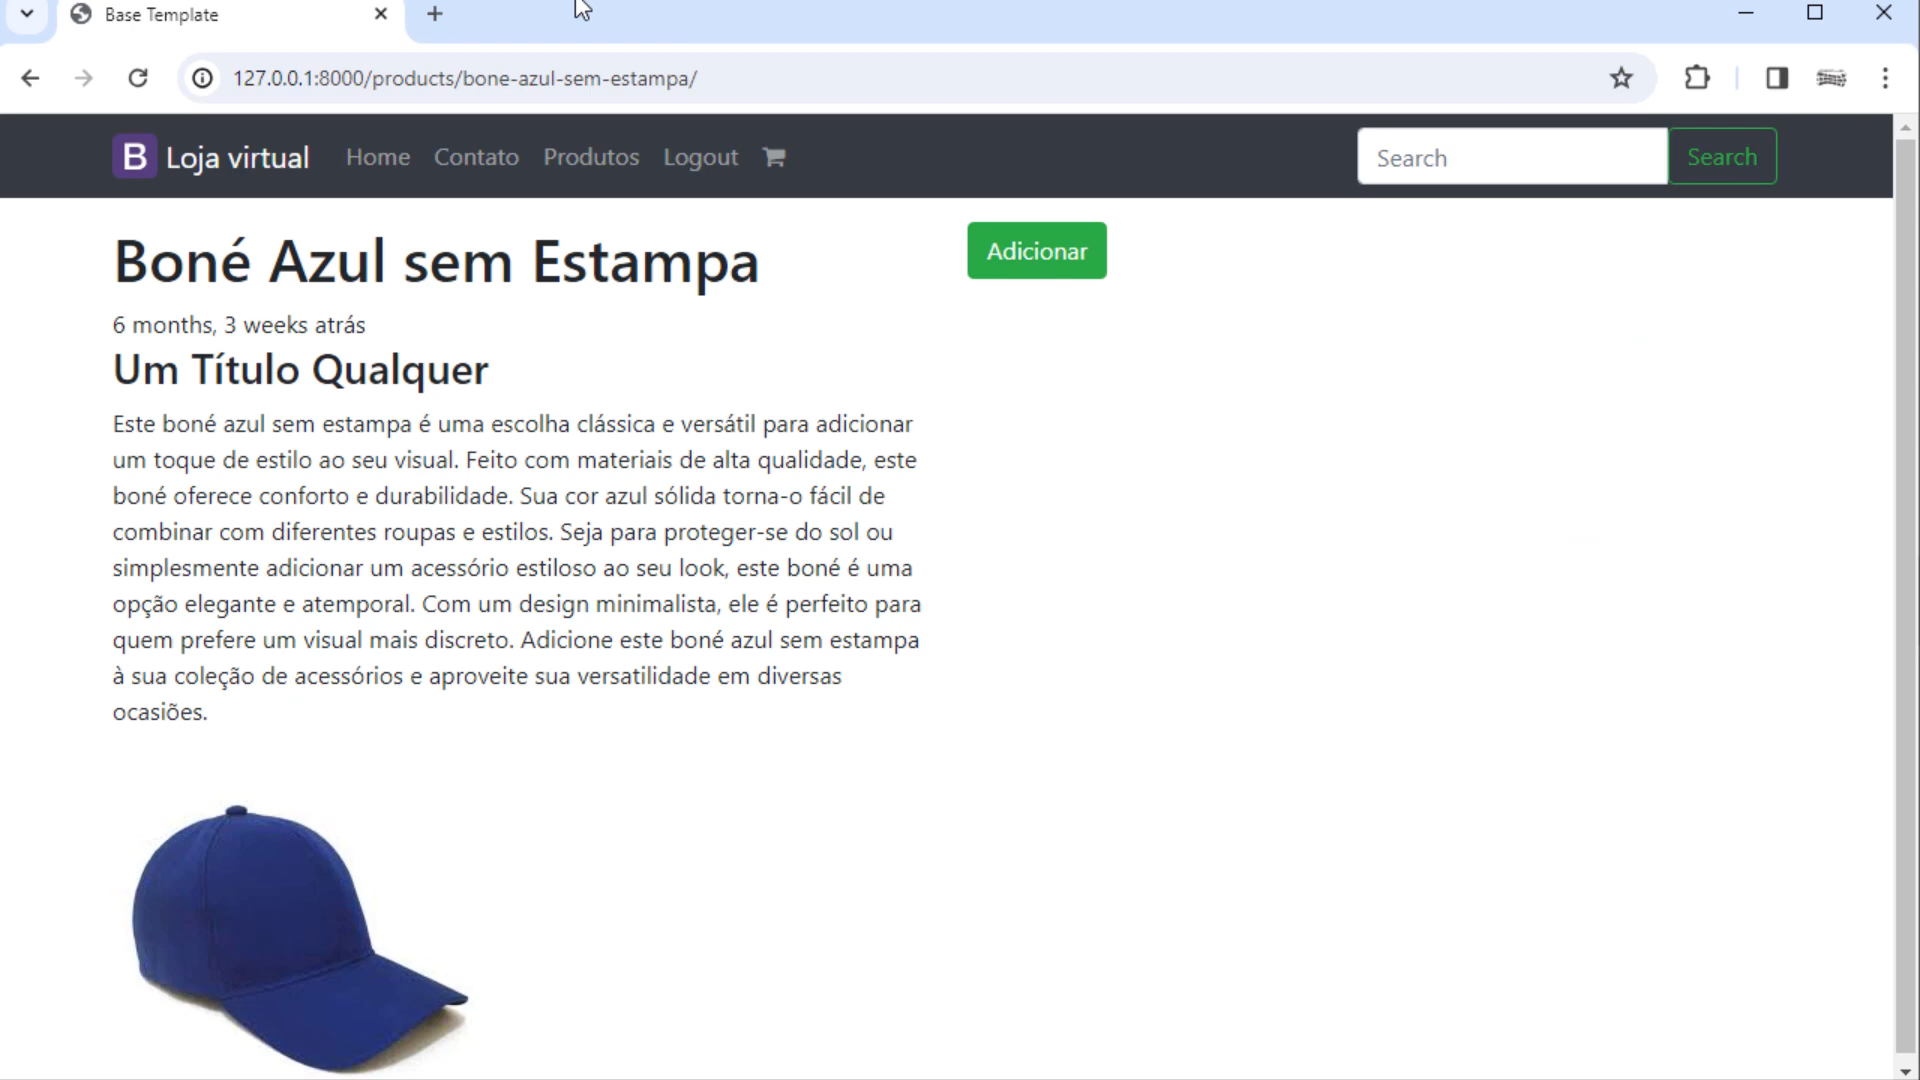 Base Template
127.0.0.1:8000/products/bone-azul-sem-estampa/
B Loja virtual Home Contato Produtos Logout Search Search
Boné Azul sem Estampa
Adicionar
6 months, 3 weeks atrás
Um Título Qualquer
Este boné azul sem estampa é uma escolha clássica e versátil para adicionar
um toque de estilo ao seu visual. Feito com materiais de alta qualidade, este
boné oferece conforto e durabilidade. Sua cor azul sólida torna-o fácil de
combinar com diferentes roupas e estilos. Seja para proteger-se do sol ou
simplesmente adicionar um acessório estiloso ao seu look, este boné é uma
opção elegante e atemporal. Com um design minimalista, ele é perfeito para
quem prefere um visual mais discreto. Adicione este boné azul sem estampa
à sua coleção de acessórios e aproveite sua versatilidade em diversas
ocasiões.